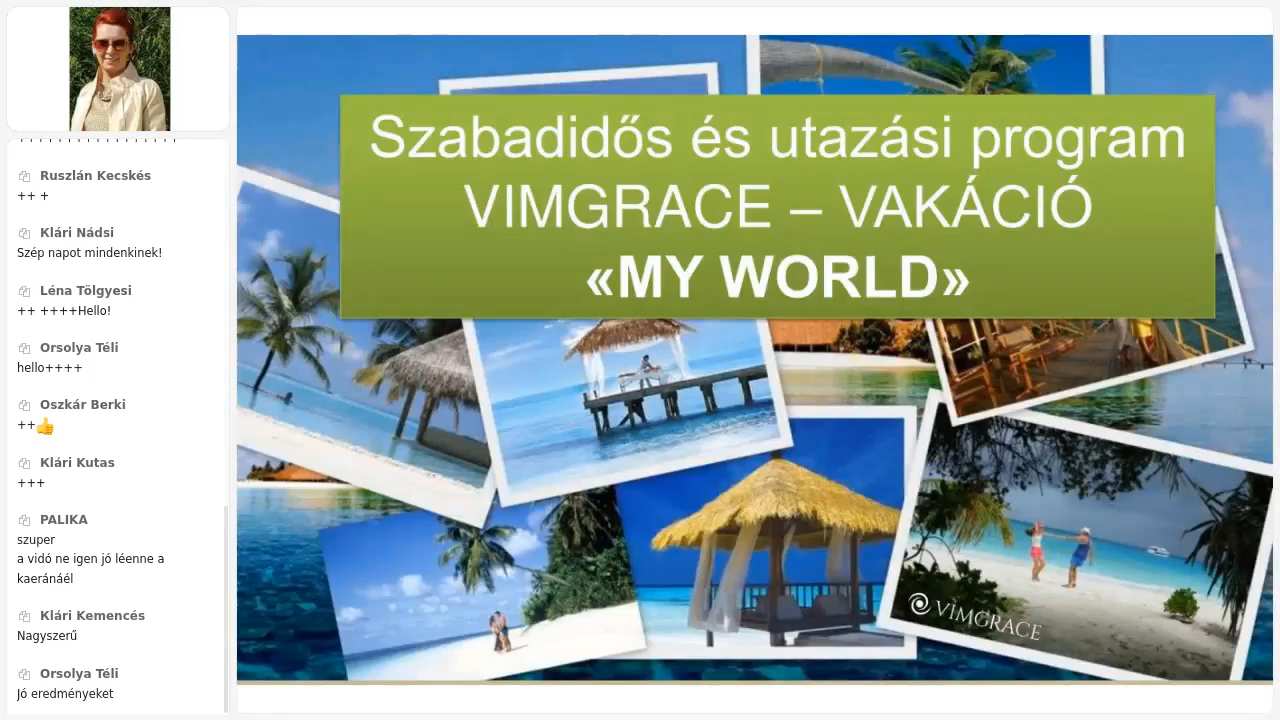 Ruszlán Kecskés
++ +
Klári Nádsi
Szép napot mindenkinek!
Léna Tölgyesi
++ ++++Hello!
Orsolya Téli
hello++++
Oszkár Berki
++👍
Klári Kutas
+++
PALIKA
szuper
a vidó ne igen jó léenne a
kaeránáél
Klári Kemencés
Nagyszerű
Orsolya Téli
Jó eredményeket
Szabadidős és utazási program
VIMGRACE – VAKÁCIÓ
«MY WORLD»
VIMGRACE